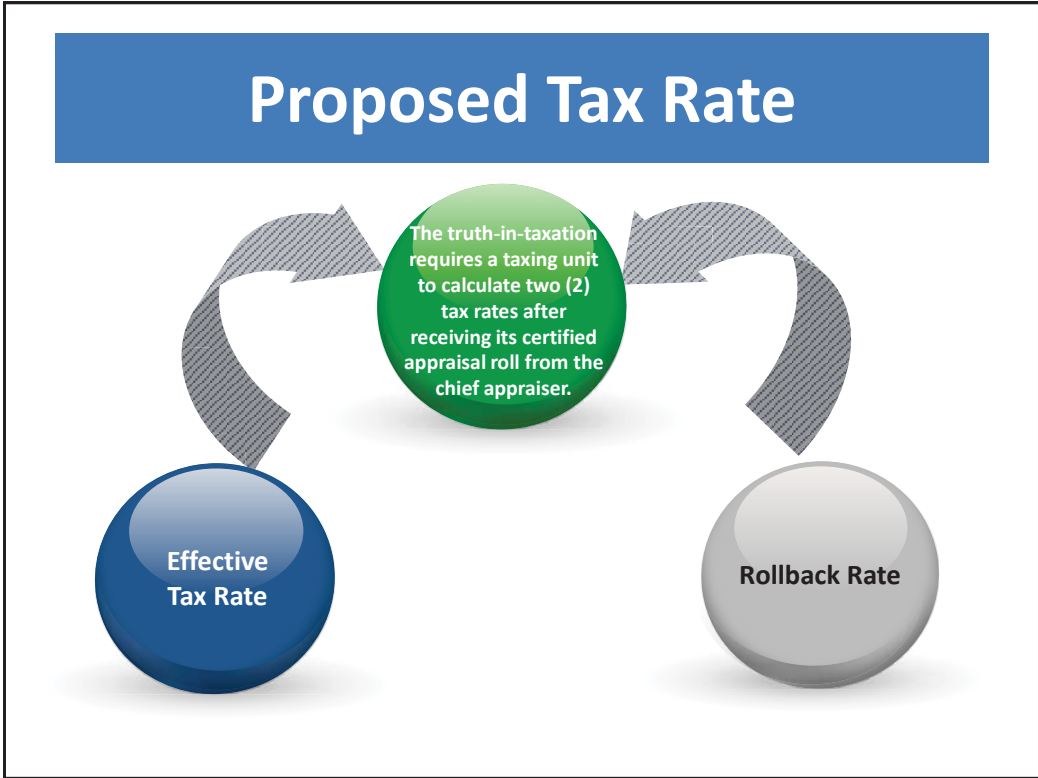 Proposed Tax Rate
The truth-in-taxation
requires a taxing unit
to calculate two (2)
tax rates after
receiving its certified
appraisal roll from the
chief appraiser.
Effective
Tax Rate
Rollback Rate